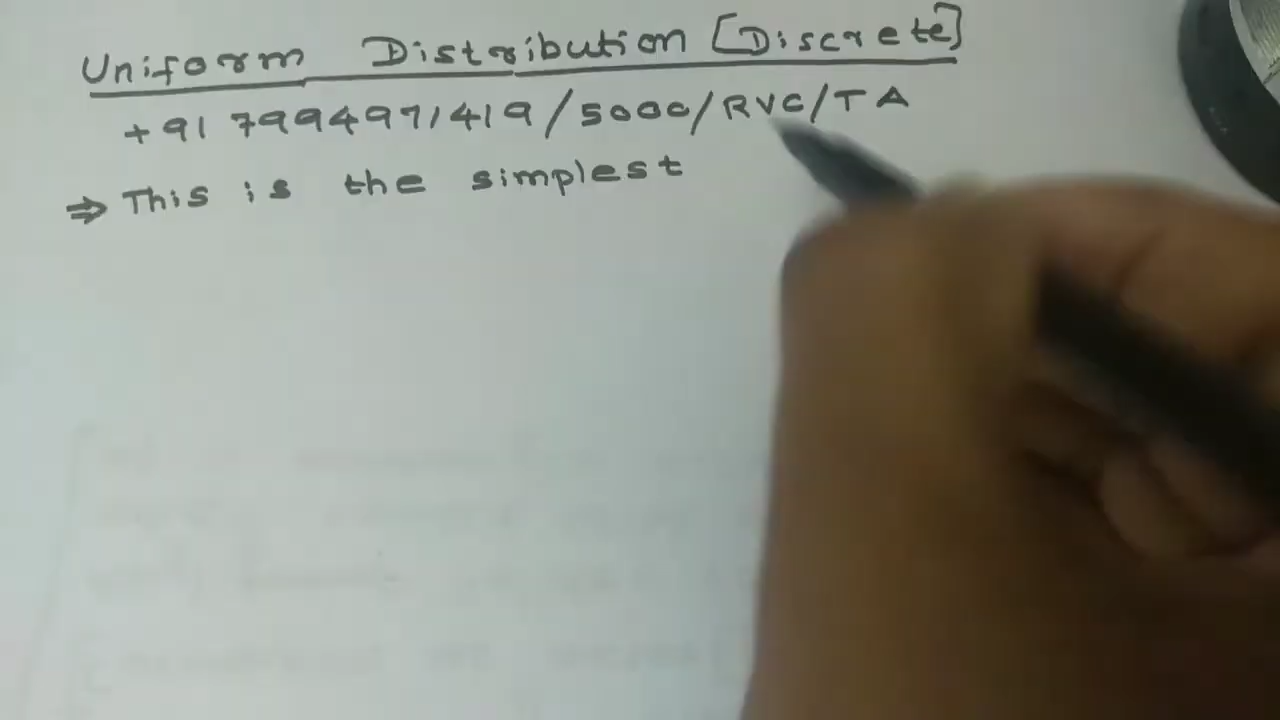 Uniform Distribution [Discrete]
+91 7994971419/5000/RVC/TA
⇒ This is the simplest